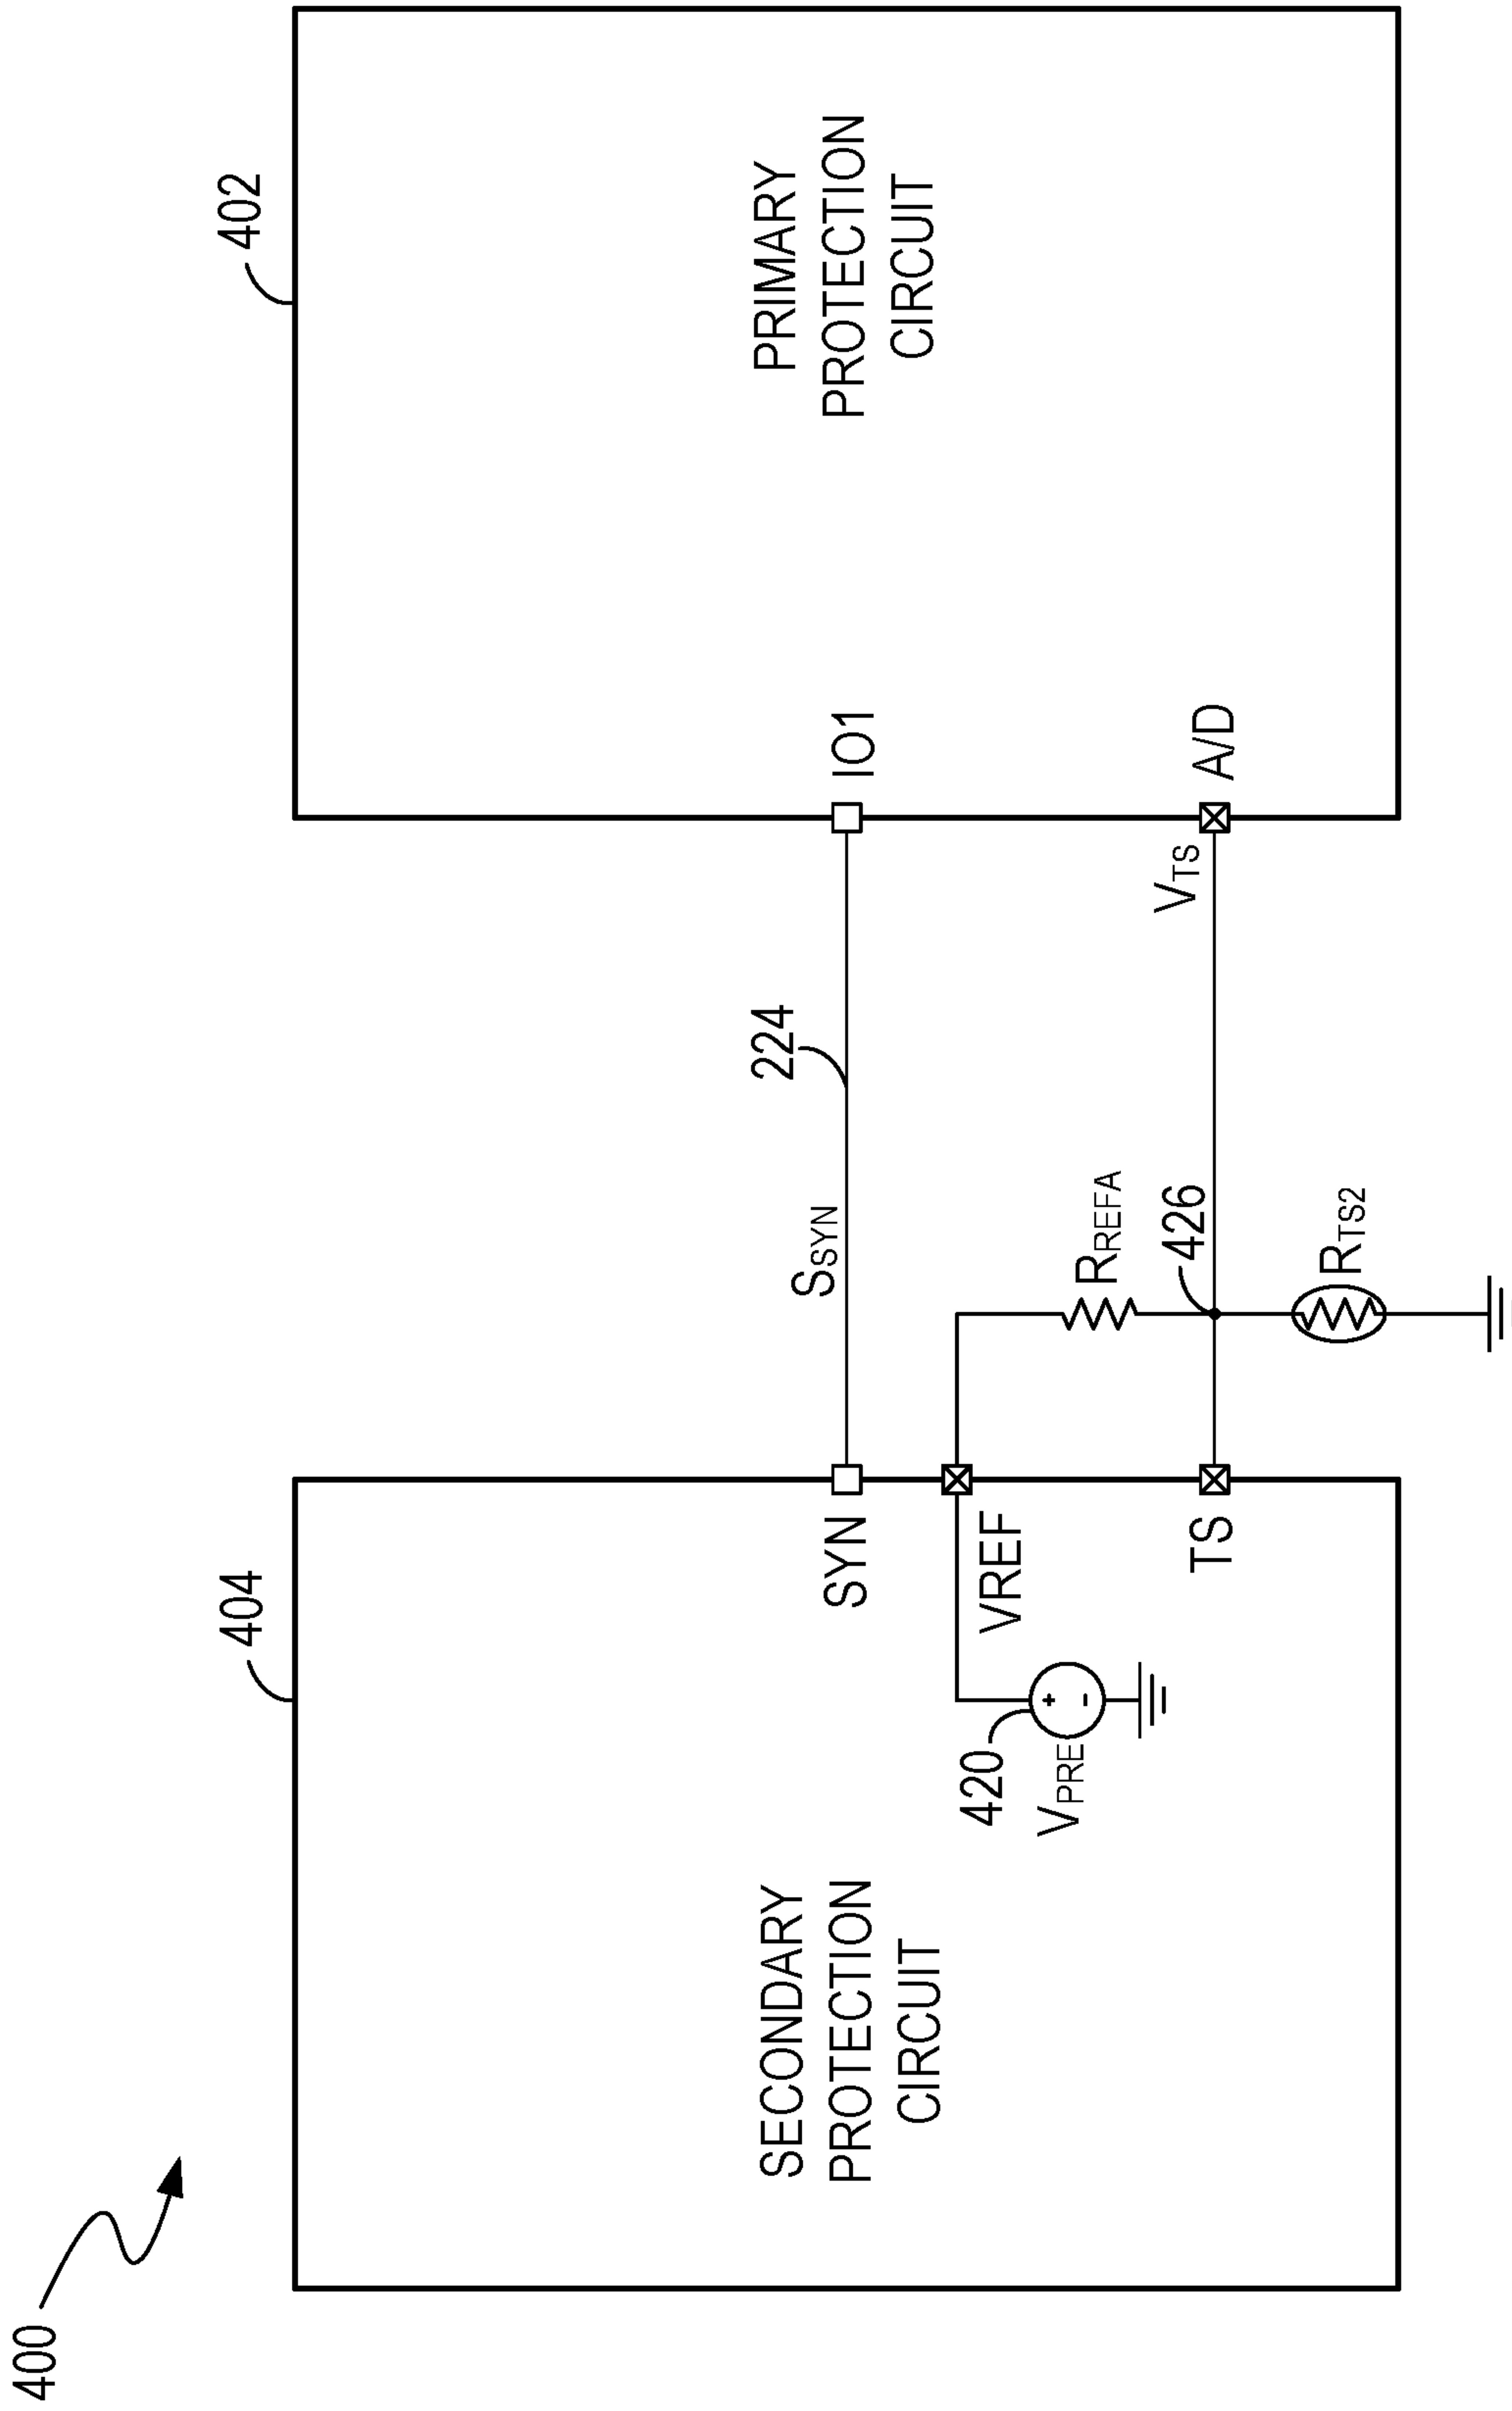 400
404
402
SECONDARY
PROTECTION
CIRCUIT
PRIMARY
PROTECTION
CIRCUIT
224
SSYN
SYN
IO1
420
VPRE
+
-
VREF
RREFA
TS
426
VTS
A/D
RTS2